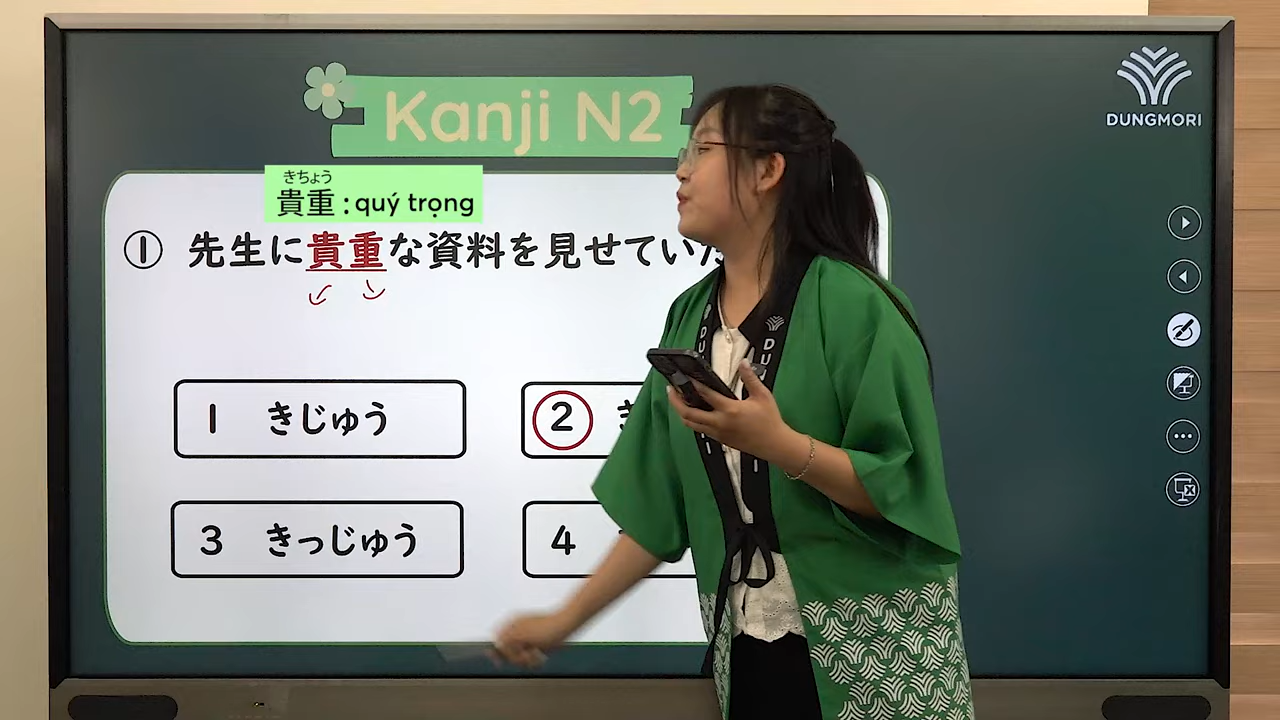 Kanji N2
DUNGMORI
きちょう
貴重 : quý trọng
① 先生に貴重な資料を見せてい
1 きじゅう
2
3 きっじゅう
4